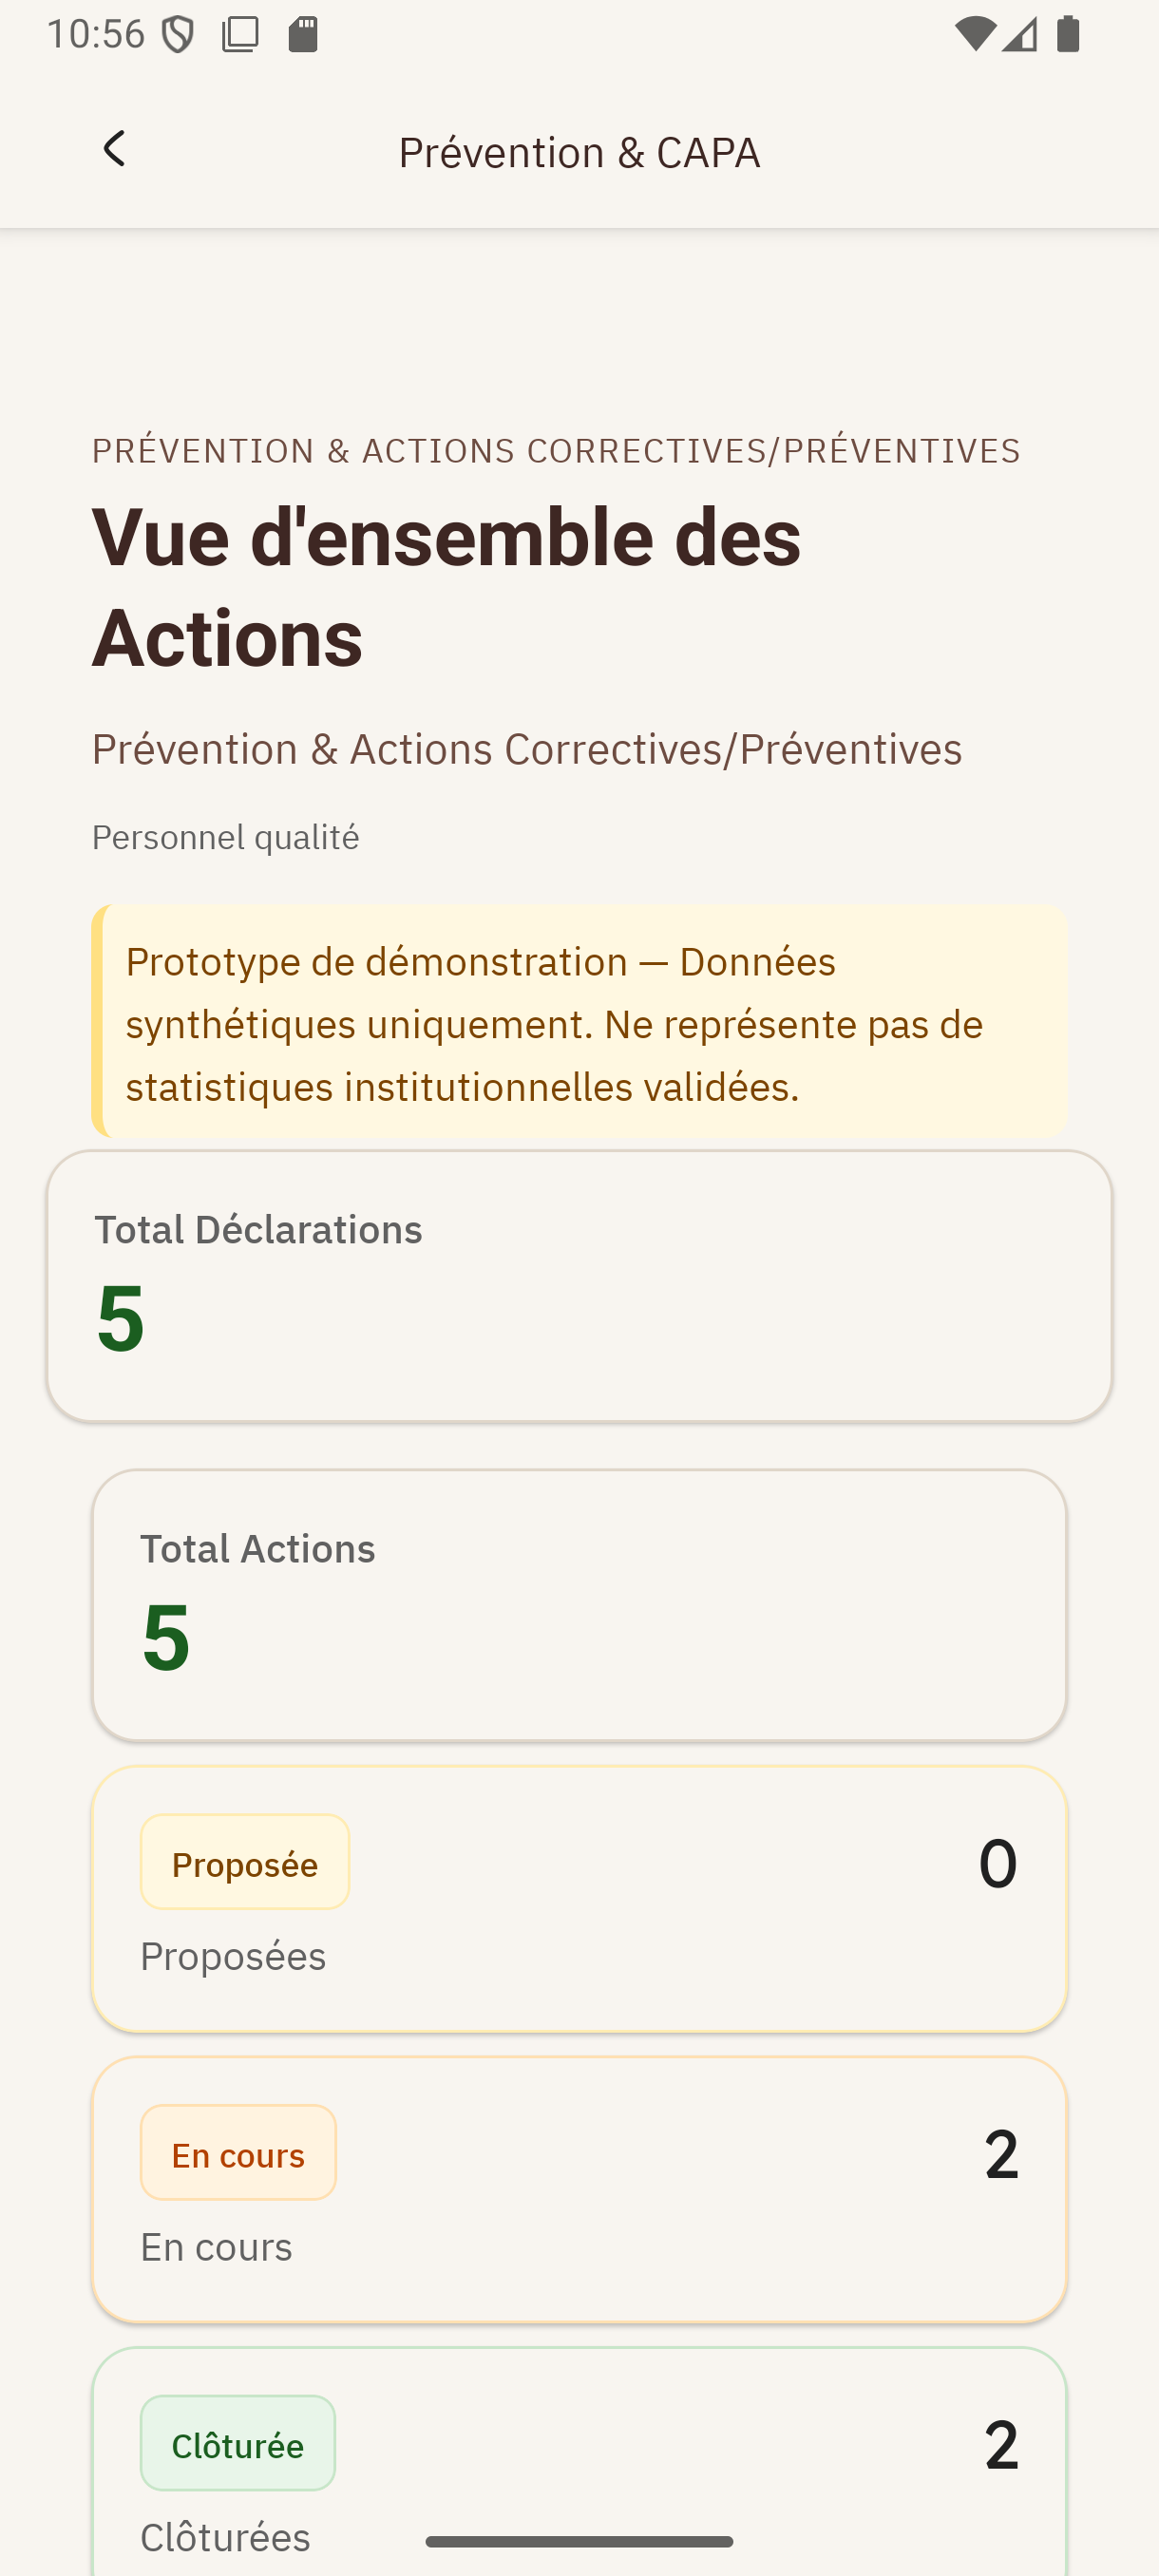 10:56
Prévention & CAPA
PRÉVENTION & ACTIONS CORRECTIVES/PRÉVENTIVES
Vue d'ensemble des
Actions
Prévention & Actions Correctives/Préventives
Personnel qualité
Prototype de démonstration — Données
synthétiques uniquement. Ne représente pas de
statistiques institutionnelles validées.
Total Déclarations
5
Total Actions
5
Proposée
0
Proposées
En cours
2
En cours
Clôturée
2
Clôturées